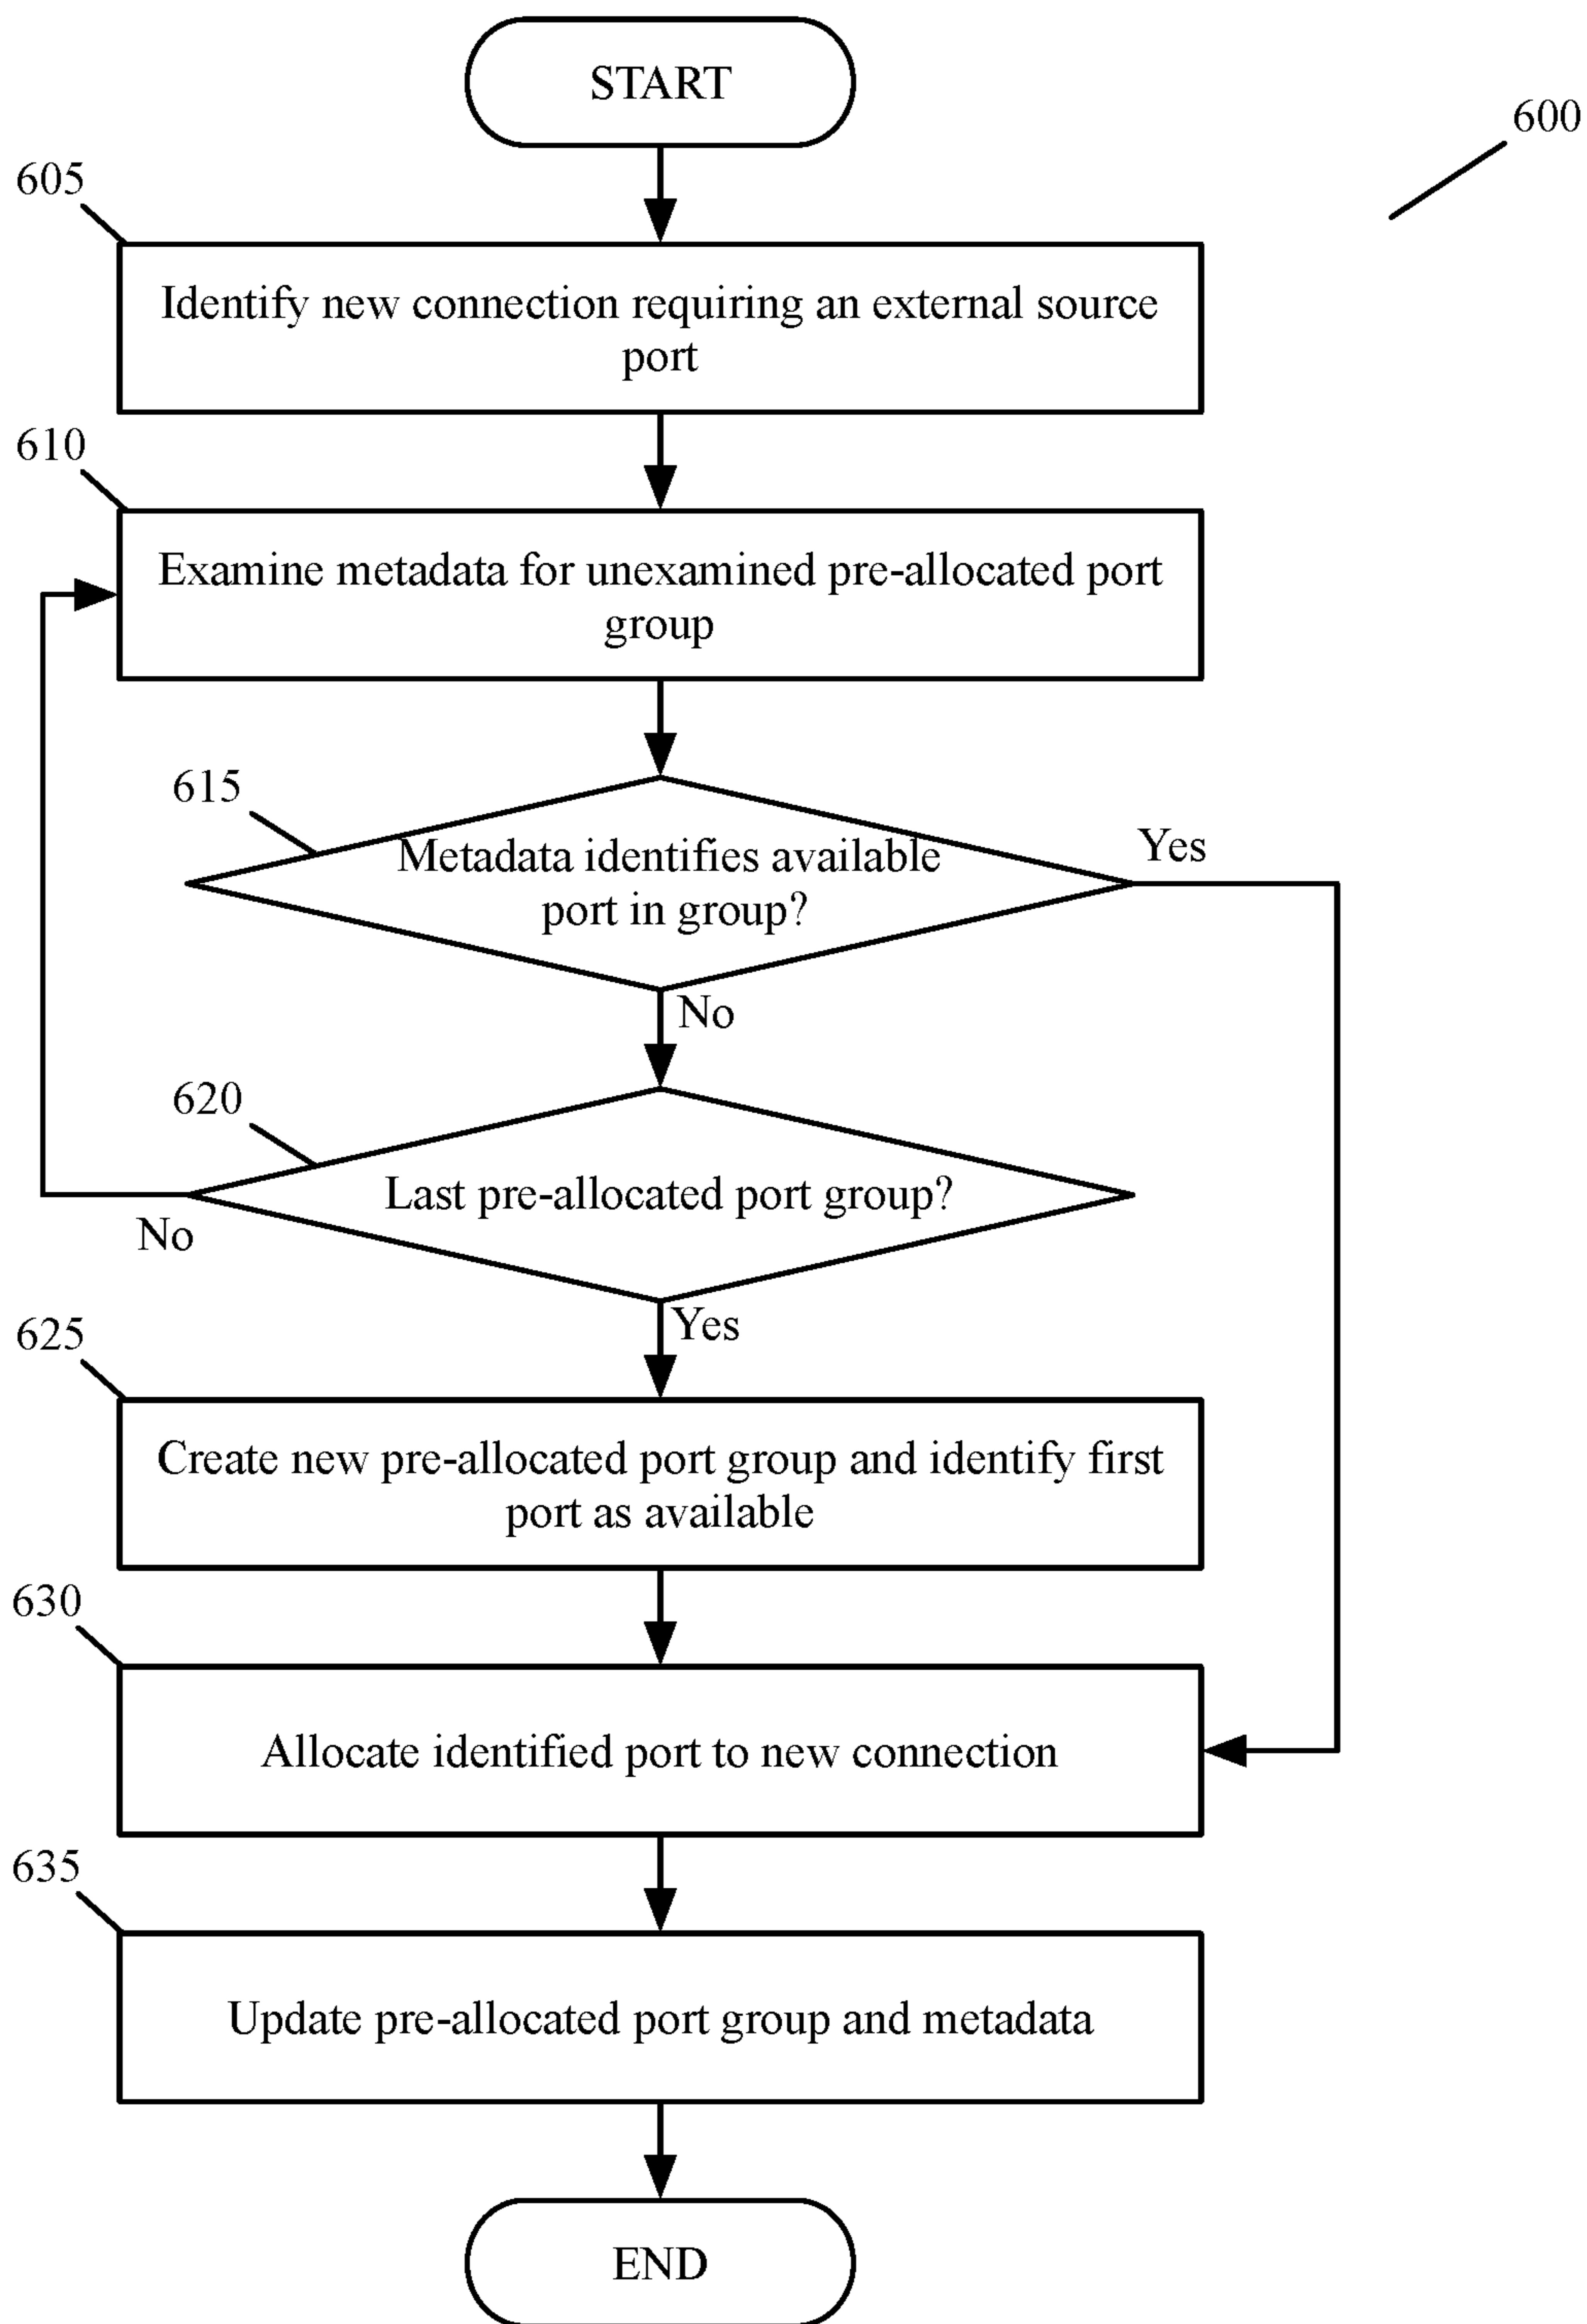 START
600
605
Identify new connection requiring an external source
port
610
Examine metadata for unexamined pre-allocated port
group
615
Metadata identifies available
port in group?
Yes
No
620
Last pre-allocated port group?
No
Yes
625
Create new pre-allocated port group and identify first
port as available
630
Allocate identified port to new connection
635
Update pre-allocated port group and metadata
END